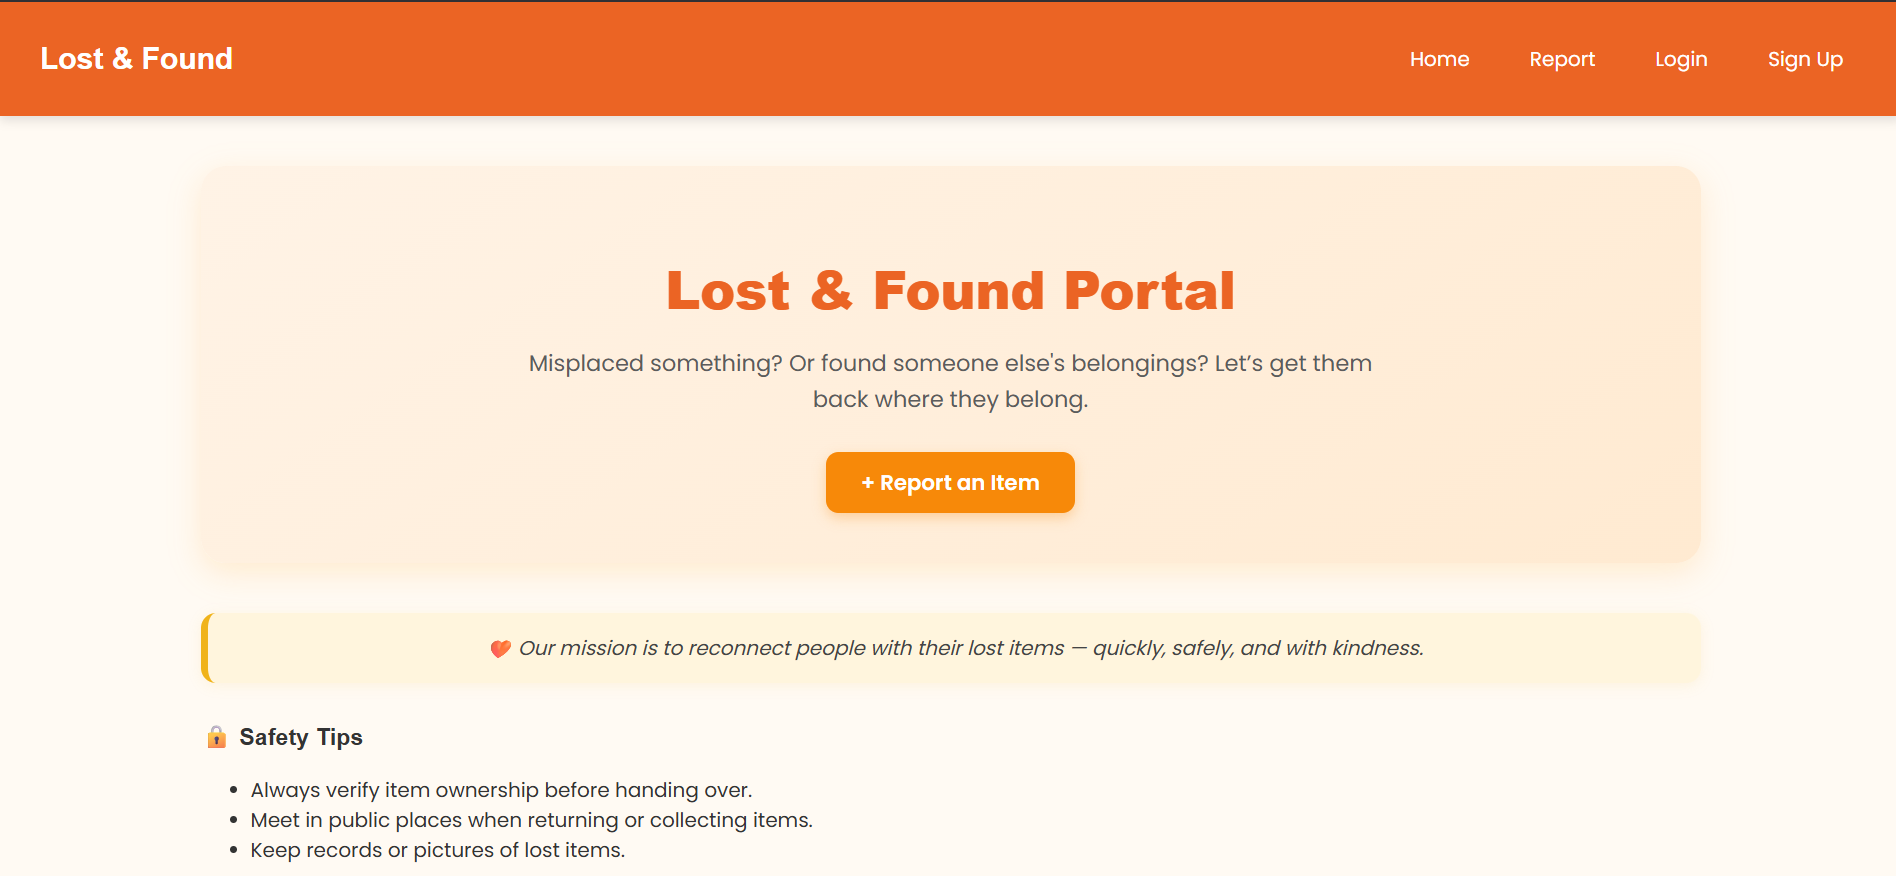 Lost & Found
Home
Report
Login
Sign Up
Lost & Found Portal
Misplaced something? Or found someone else's belongings? Let’s get them
back where they belong.
+ Report an Item
🧡 Our mission is to reconnect people with their lost items — quickly, safely, and with kindness.
🔒 Safety Tips
• Always verify item ownership before handing over.
• Meet in public places when returning or collecting items.
• Keep records or pictures of lost items.